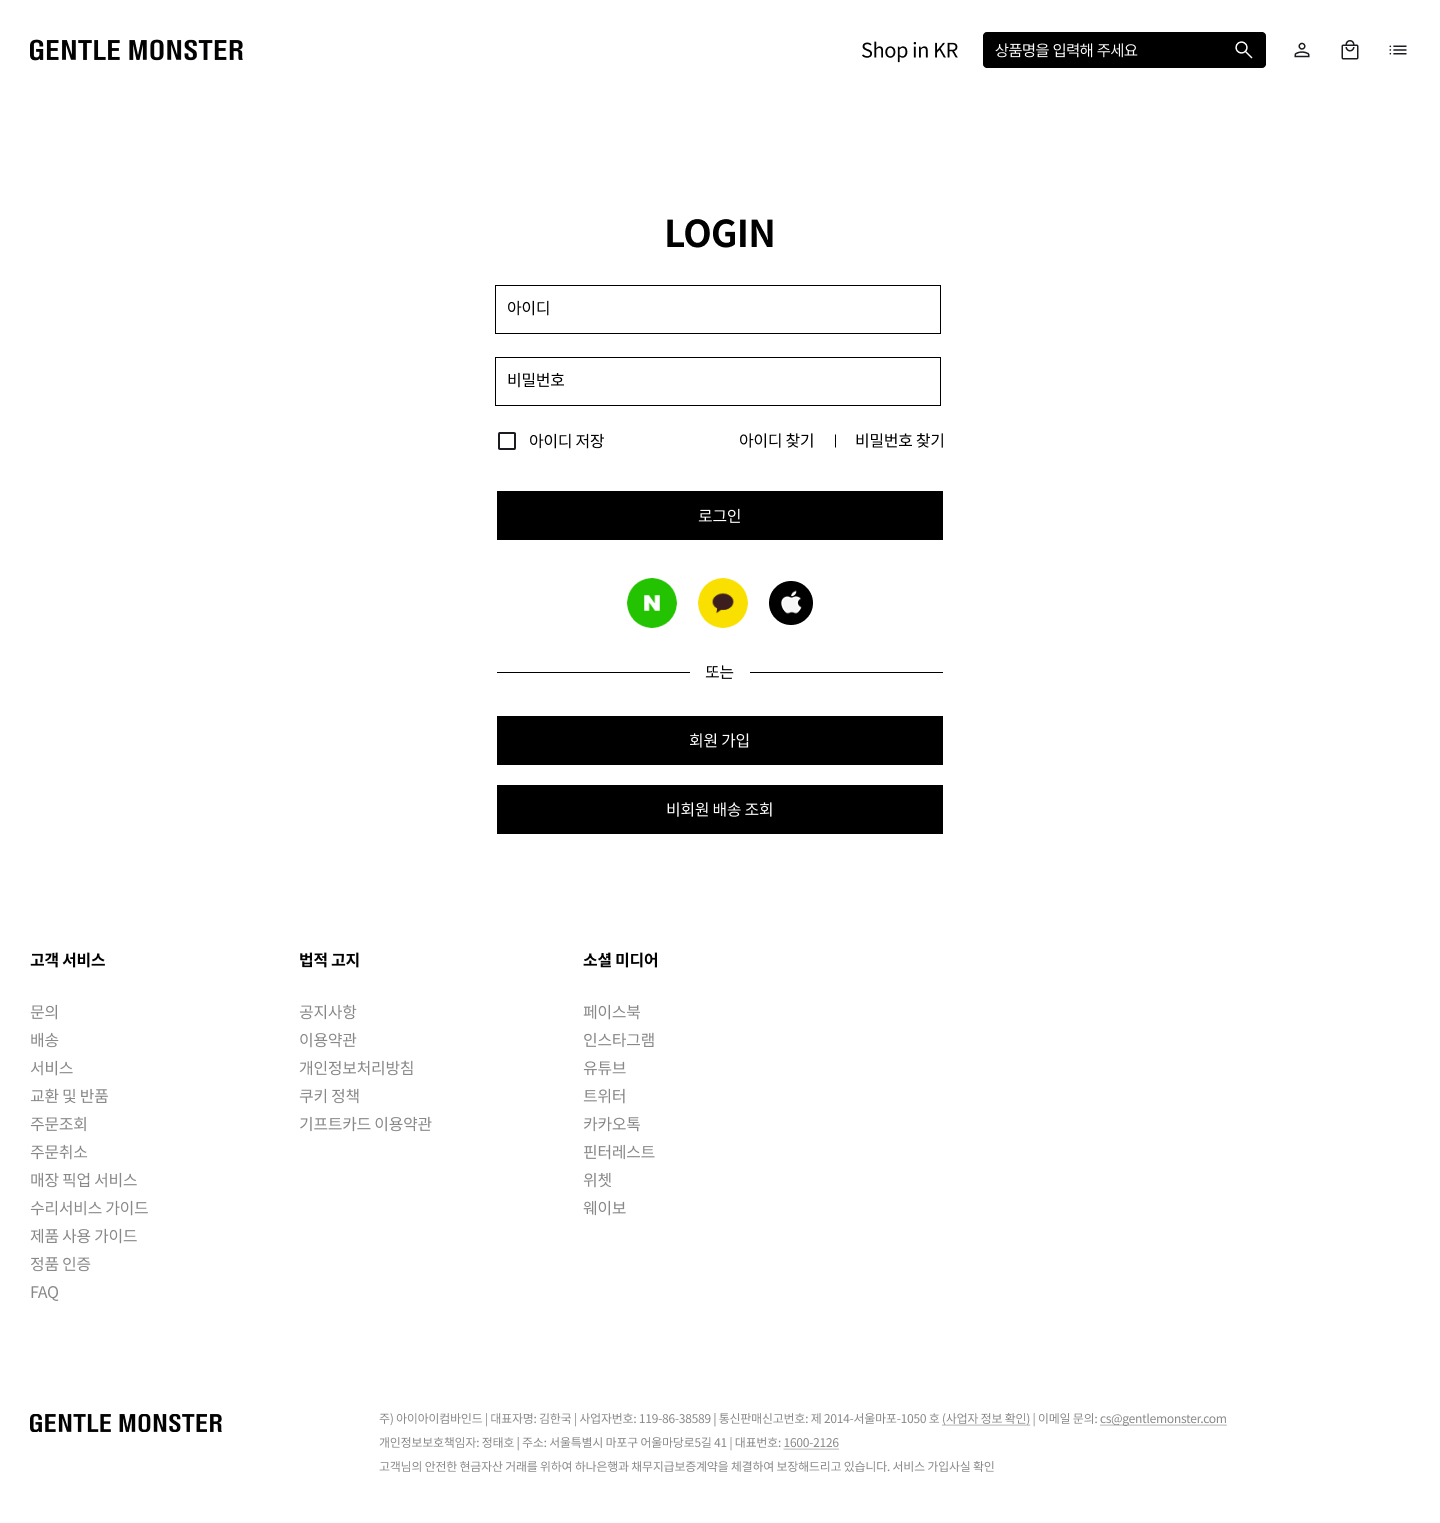 GENTLE MONSTER
Shop in KR
상품명을 입력해 주세요
LOGIN
아이디
비밀번호
아이디 저장
아이디 찾기 | 비밀번호 찾기
로그인
N
또는
회원 가입
비회원 배송 조회
고객 서비스
문의
배송
서비스
교환 및 반품
주문조회
주문취소
매장 픽업 서비스
수리서비스 가이드
제품 사용 가이드
정품 인증
FAQ
법적 고지
공지사항
이용약관
개인정보처리방침
쿠키 정책
기프트카드 이용약관
소셜 미디어
페이스북
인스타그램
유튜브
트위터
카카오톡
핀터레스트
위쳇
웨이보
GENTLE MONSTER
주) 아이아이컴바인드 | 대표자명: 김한국 | 사업자번호: 119-86-38589 | 통신판매신고번호: 제 2014-서울마포-1050 호 (사업자 정보 확인) | 이메일 문의: cs@gentlemonster.com
개인정보보호책임자: 정태호 | 주소: 서울특별시 마포구 어울마당로5길 41 | 대표번호: 1600-2126
고객님의 안전한 현금자산 거래를 위하여 하나은행과 채무지급보증계약을 체결하여 보장해드리고 있습니다. 서비스 가입사실 확인